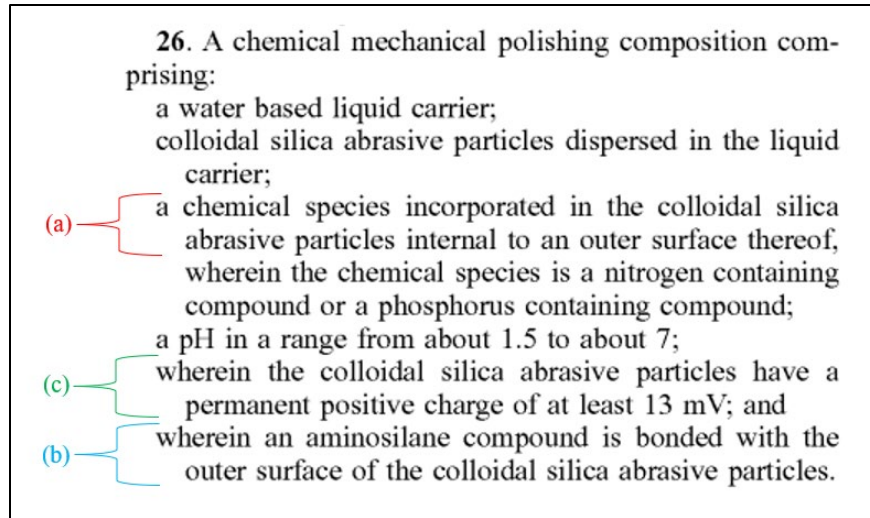 26. A chemical mechanical polishing composition com-
prising:
a water based liquid carrier;
colloidal silica abrasive particles dispersed in the liquid
carrier;
(a) a chemical species incorporated in the colloidal silica
abrasive particles internal to an outer surface thereof,
wherein the chemical species is a nitrogen containing
compound or a phosphorus containing compound;
a pH in a range from about 1.5 to about 7;
(c) wherein the colloidal silica abrasive particles have a
permanent positive charge of at least 13 mV; and
(b) wherein an aminosilane compound is bonded with the
outer surface of the colloidal silica abrasive particles.